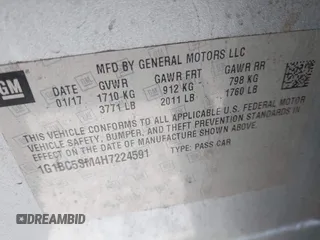 GM
MFD BY GENERAL MOTORS LLC
DATE GVWR GAWR FRT GAWR RR
01/17 1710 KG 912 KG 798 KG
3771 LB 2011 LB 1760 LB
THIS VEHICLE CONFORMS TO ALL APPLICABLE U.S. FEDERAL MOTOR
VEHICLE SAFETY, BUMPER, AND THEFT PREVENTION STANDARDS IN
EFFECT ON THE DATE OF MANUFACTURE SHOWN ABOVE.
1G1BC5SM4H7224591 TYPE: PASS CAR
AUTOBIDMASTER